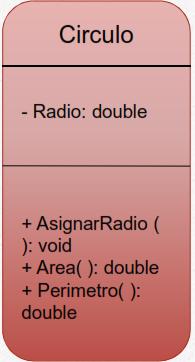 Circulo
- Radio: double
+ AsignarRadio (
): void
+ Area( ): double
+ Perimetro( ):
double